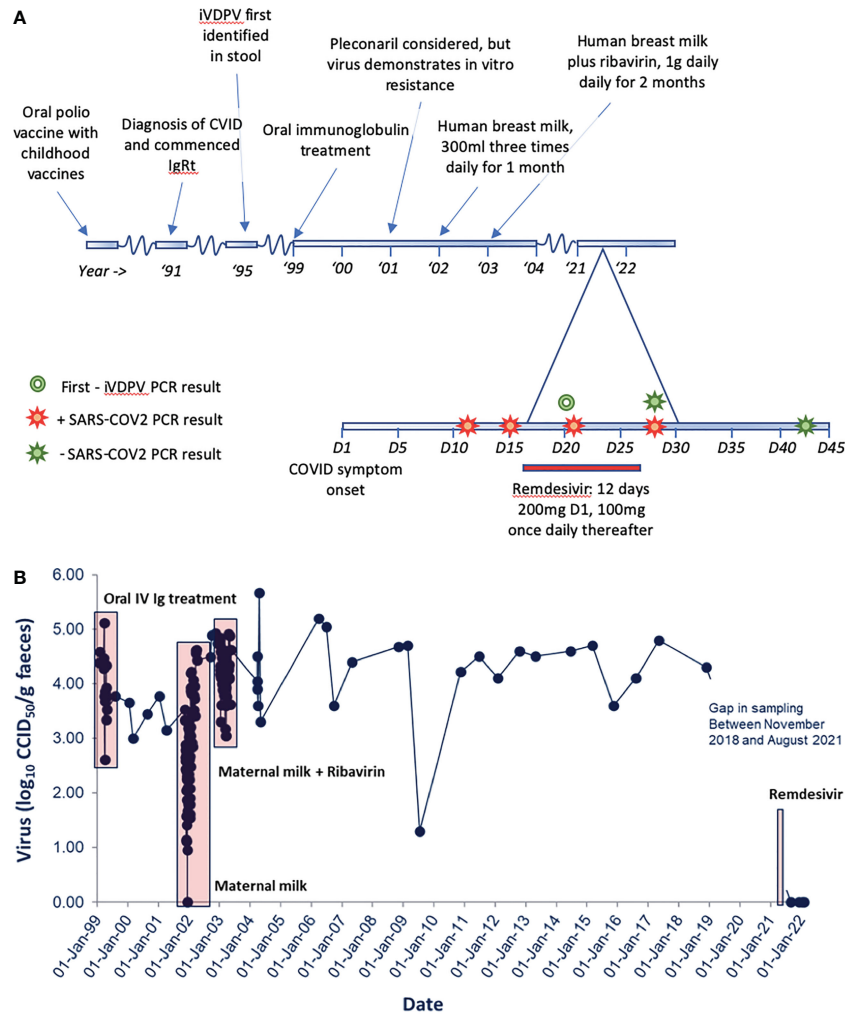 A
iVDPV first
identified
in stool
Pleconaril considered, but
virus demonstrates in vitro
resistance
Human breast milk
plus ribavirin, 1g daily
daily for 2 months
Oral polio
vaccine with
childhood
vaccines
Diagnosis of CVID
and commenced
IgRt
Oral immunoglobulin
treatment
Human breast milk,
300ml three times
daily for 1 month
Year -> '91 '95 '99 '00 '01 '02 '03 '04 '21 '22
First - iVDPV PCR result
+ SARS-COV2 PCR result
- SARS-COV2 PCR result
D1 D5 D10 D15 D20 D25 D30 D35 D40 D45
COVID symptom
onset
Remdesivir: 12 days
200mg D1, 100mg
once daily thereafter
B
Virus (log10 CCID50/g faeces)
6.00
5.00
4.00
3.00
2.00
1.00
0.00
Oral IV Ig treatment
Maternal milk + Ribavirin
Maternal milk
Gap in sampling
Between November
2018 and August 2021
Remdesivir
01-Jan-99
01-Jan-00
01-Jan-01
01-Jan-02
01-Jan-03
01-Jan-04
01-Jan-05
01-Jan-06
01-Jan-07
01-Jan-08
01-Jan-09
01-Jan-10
01-Jan-11
01-Jan-12
01-Jan-13
01-Jan-14
01-Jan-15
01-Jan-16
01-Jan-17
01-Jan-18
01-Jan-19
01-Jan-20
01-Jan-21
01-Jan-22
Date